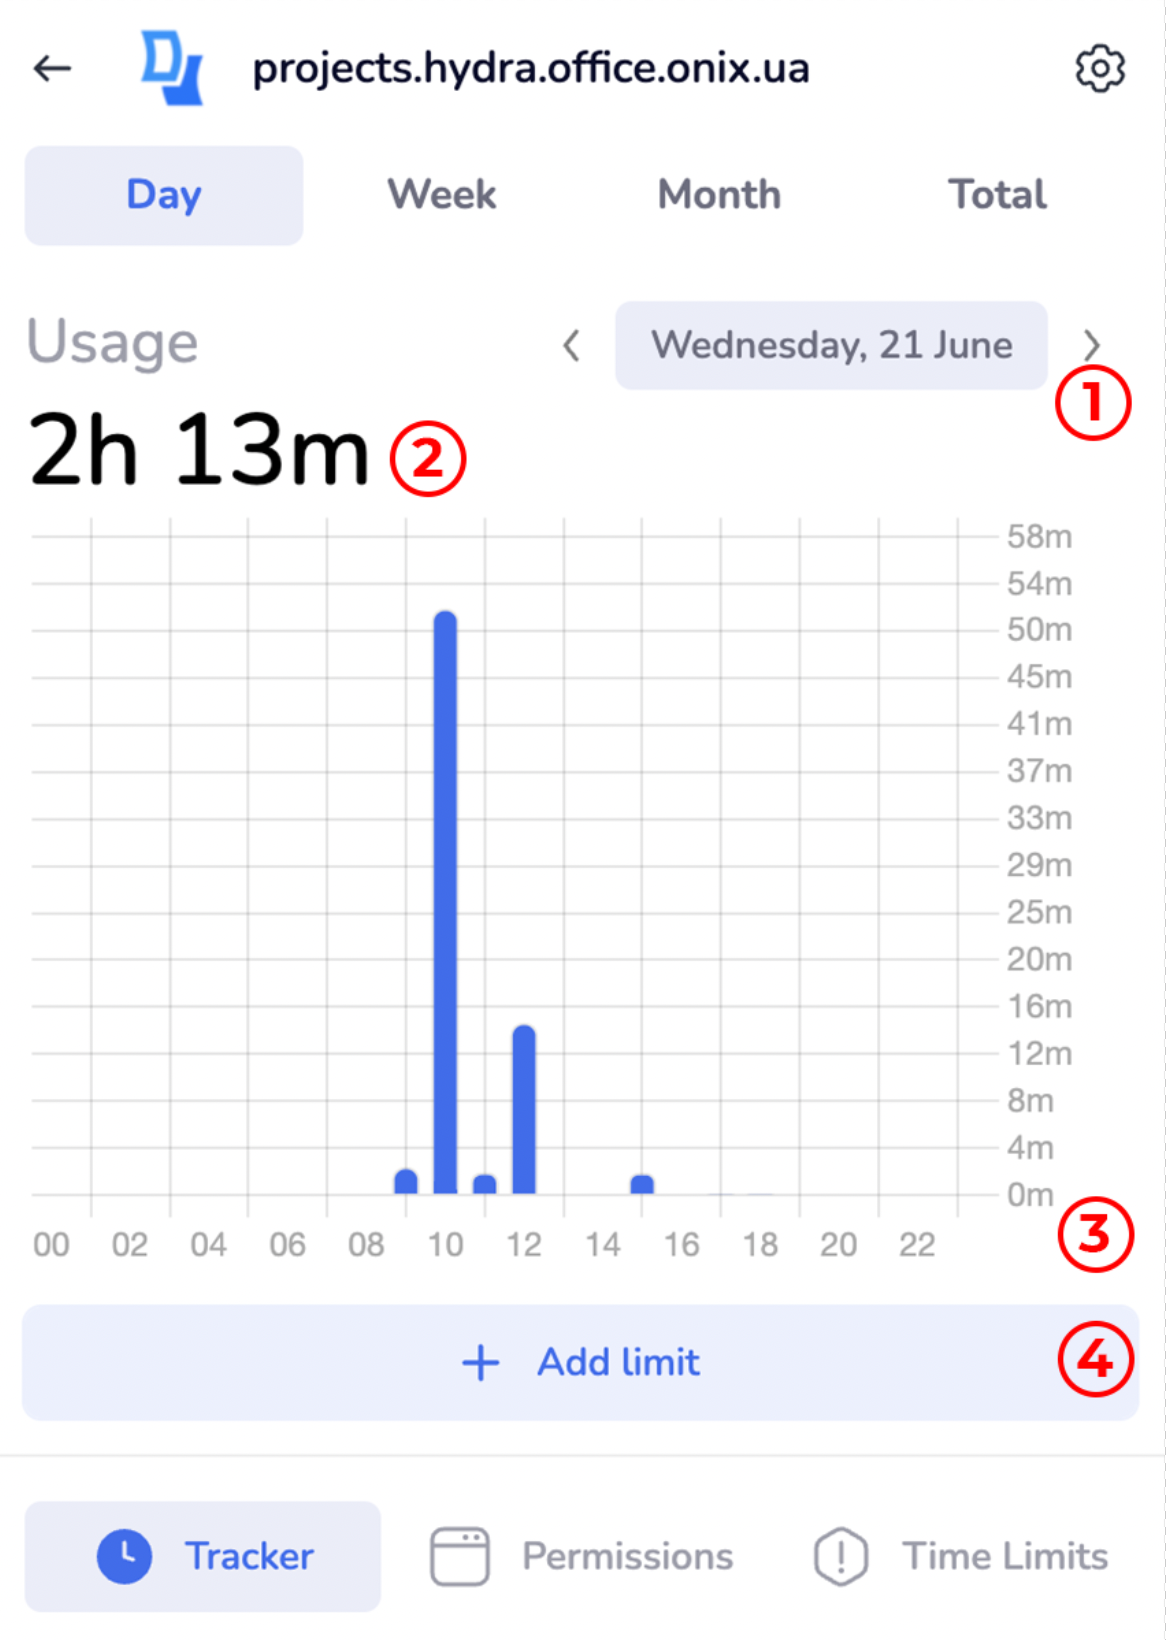 projects.hydra.office.onix.ua
Day Week Month Total
Usage
Wednesday, 21 June
1
2h 13m
2
58m
54m
50m
45m
41m
37m
33m
29m
25m
20m
16m
12m
8m
4m
0m
00 02 04 06 08 10 12 14 16 18 20 22
3
+ Add limit
4
Tracker Permissions Time Limits